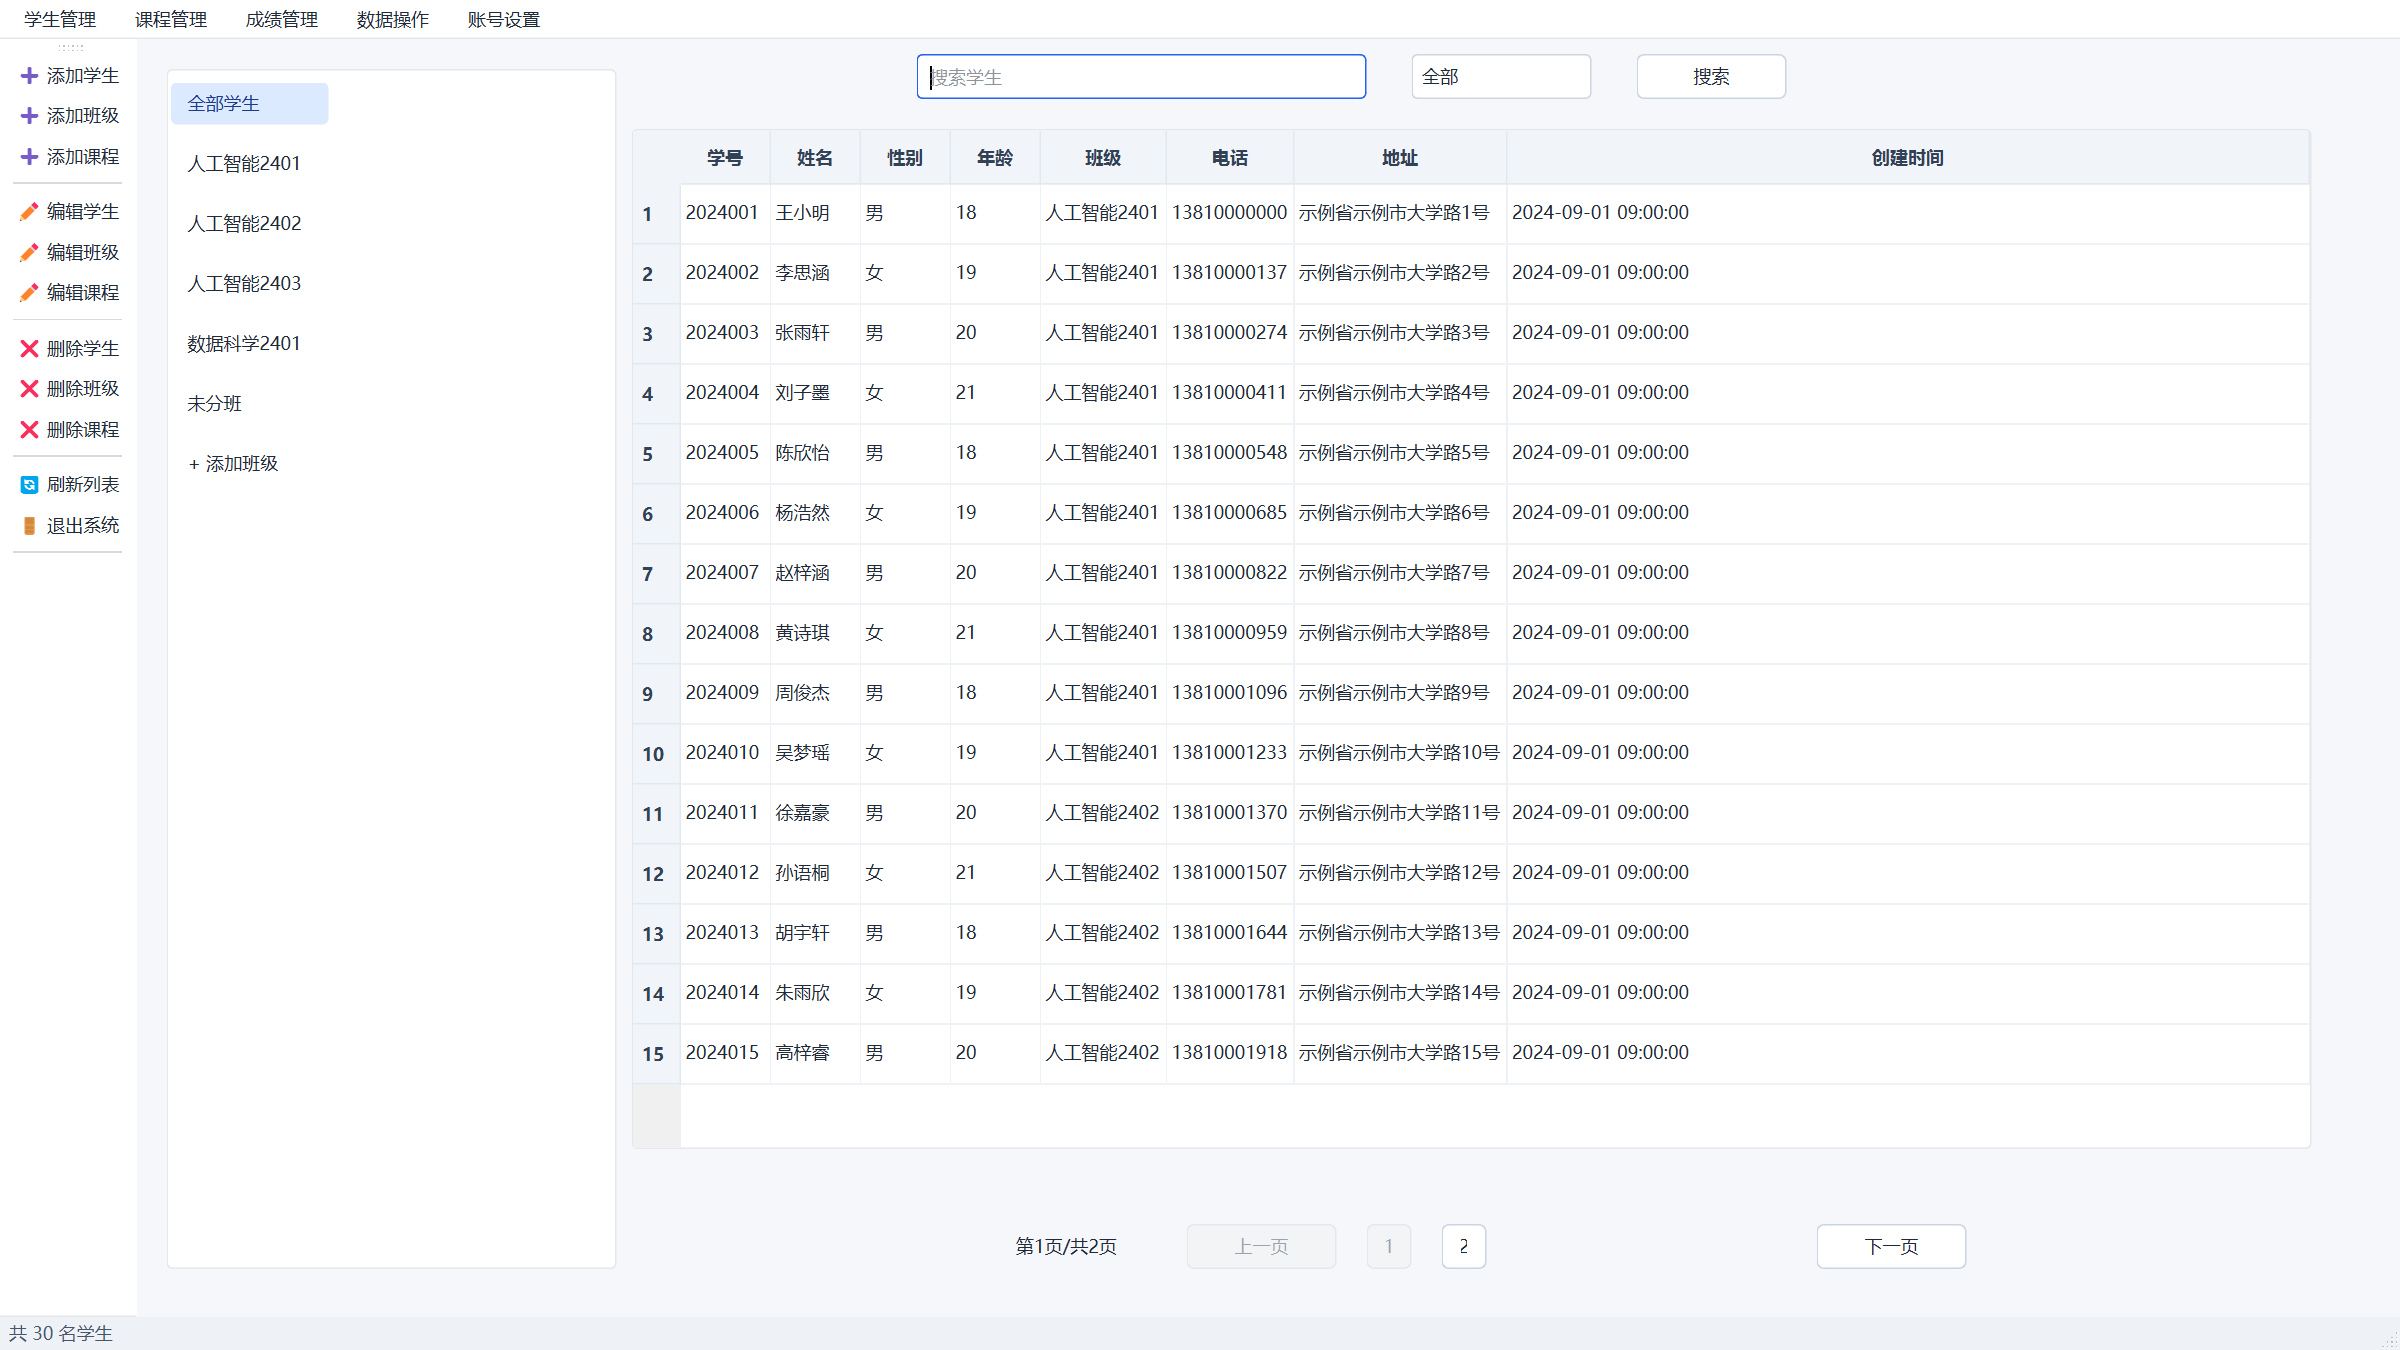 学生管理 课程管理 成绩管理 数据操作 账号设置
添加学生
添加班级
添加课程
编辑学生
编辑班级
编辑课程
删除学生
删除班级
删除课程
刷新列表
退出系统
全部学生
人工智能2401
人工智能2402
人工智能2403
数据科学2401
未分班
+ 添加班级
搜索学生 全部 搜索
学号 姓名 性别 年龄 班级 电话 地址 创建时间
1 2024001 王小明 男 18 人工智能2401 13810000000 示例省示例市大学路1号 2024-09-01 09:00:00
2 2024002 李思涵 女 19 人工智能2401 13810000137 示例省示例市大学路2号 2024-09-01 09:00:00
3 2024003 张雨轩 男 20 人工智能2401 13810000274 示例省示例市大学路3号 2024-09-01 09:00:00
4 2024004 刘子墨 女 21 人工智能2401 13810000411 示例省示例市大学路4号 2024-09-01 09:00:00
5 2024005 陈欣怡 男 18 人工智能2401 13810000548 示例省示例市大学路5号 2024-09-01 09:00:00
6 2024006 杨浩然 女 19 人工智能2401 13810000685 示例省示例市大学路6号 2024-09-01 09:00:00
7 2024007 赵梓涵 男 20 人工智能2401 13810000822 示例省示例市大学路7号 2024-09-01 09:00:00
8 2024008 黄诗琪 女 21 人工智能2401 13810000959 示例省示例市大学路8号 2024-09-01 09:00:00
9 2024009 周俊杰 男 18 人工智能2401 13810001096 示例省示例市大学路9号 2024-09-01 09:00:00
10 2024010 吴梦瑶 女 19 人工智能2401 13810001233 示例省示例市大学路10号 2024-09-01 09:00:00
11 2024011 徐嘉豪 男 20 人工智能2402 13810001370 示例省示例市大学路11号 2024-09-01 09:00:00
12 2024012 孙语桐 女 21 人工智能2402 13810001507 示例省示例市大学路12号 2024-09-01 09:00:00
13 2024013 胡宇轩 男 18 人工智能2402 13810001644 示例省示例市大学路13号 2024-09-01 09:00:00
14 2024014 朱雨欣 女 19 人工智能2402 13810001781 示例省示例市大学路14号 2024-09-01 09:00:00
15 2024015 高梓睿 男 20 人工智能2402 13810001918 示例省示例市大学路15号 2024-09-01 09:00:00
第1页/共2页 上一页 1 2 下一页
共 30 名学生